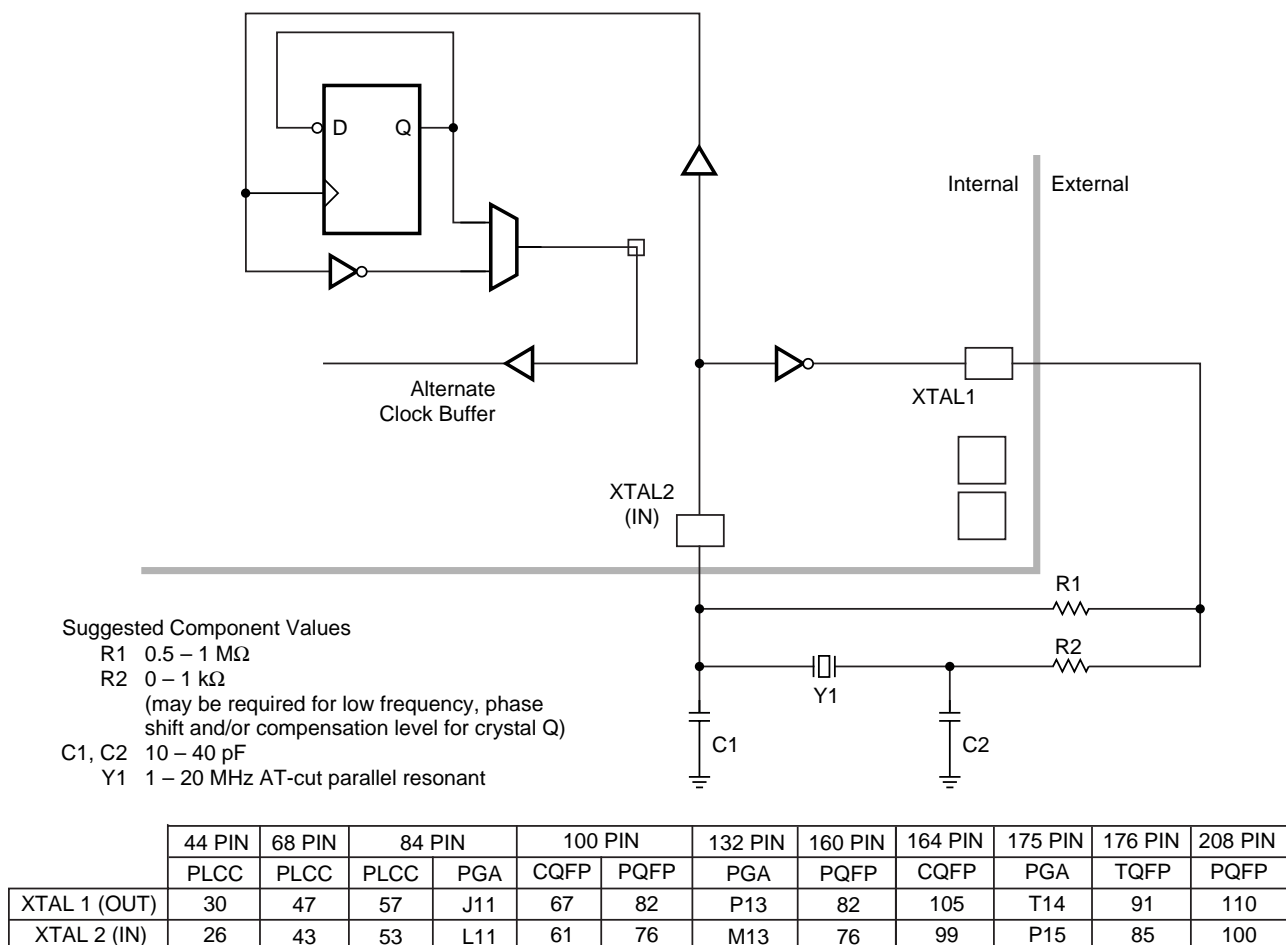 D Q
Internal External
Alternate
Clock Buffer
XTAL1
XTAL2
(IN)
R1
R2
Y1
C1
C2
Suggested Component Values
R1 0.5 – 1 MΩ
R2 0 – 1 kΩ
(may be required for low frequency, phase
shift and/or compensation level for crystal Q)
C1, C2 10 – 40 pF
Y1 1 – 20 MHz AT-cut parallel resonant
44 PIN 68 PIN 84 PIN 100 PIN 132 PIN 160 PIN 164 PIN 175 PIN 176 PIN 208 PIN
PLCC PLCC PLCC PGA CQFP PQFP PGA PQFP CQFP PGA TQFP PQFP
XTAL 1 (OUT) 30 47 57 J11 67 82 P13 82 105 T14 91 110
XTAL 2 (IN) 26 43 53 L11 61 76 M13 76 99 P15 85 100